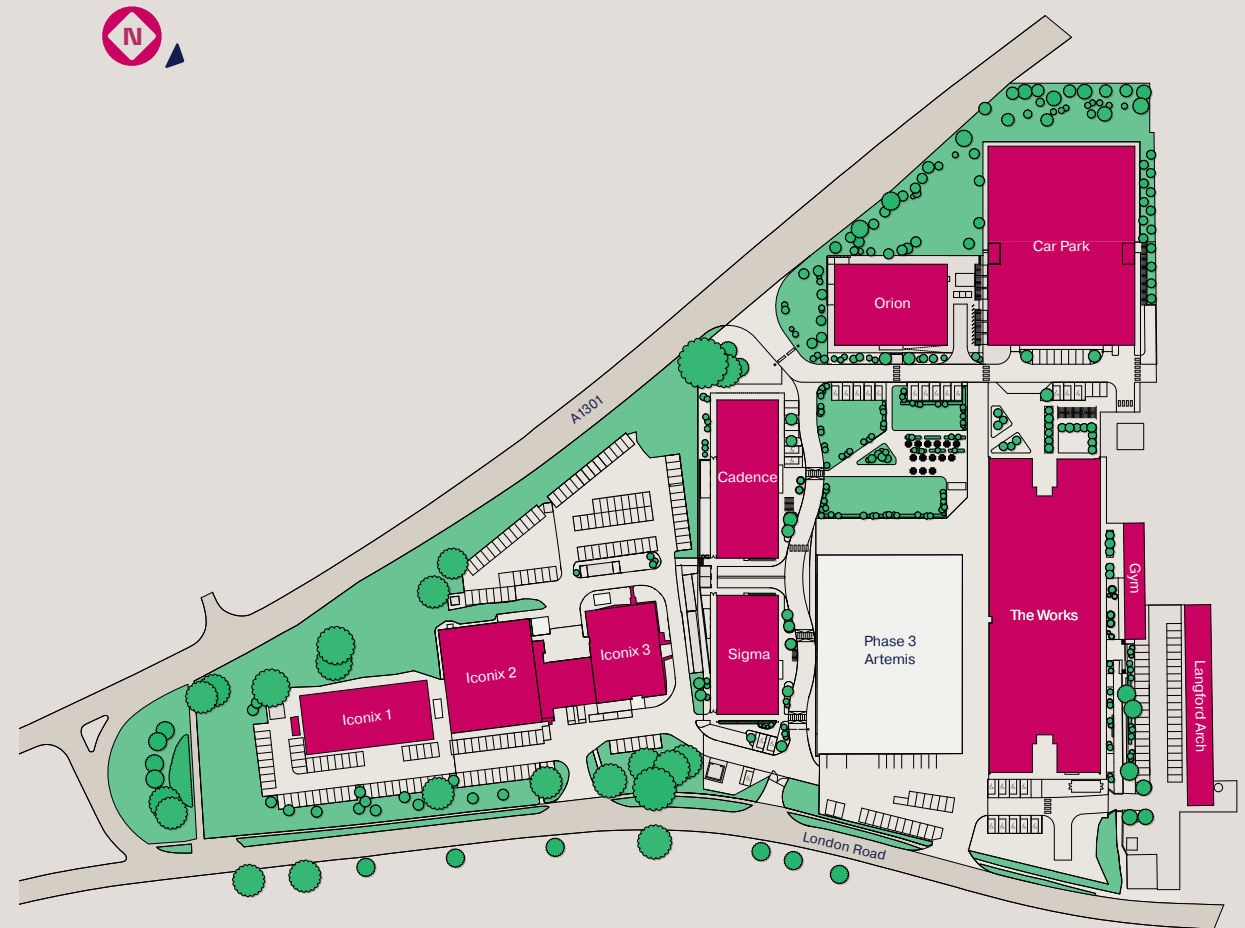 N
Car Park
Orion
A1301
Cadence
Gym
The Works
Phase 3
Artemis
Sigma
Iconix 3
Iconix 2
Langford Arch
Iconix 1
London Road